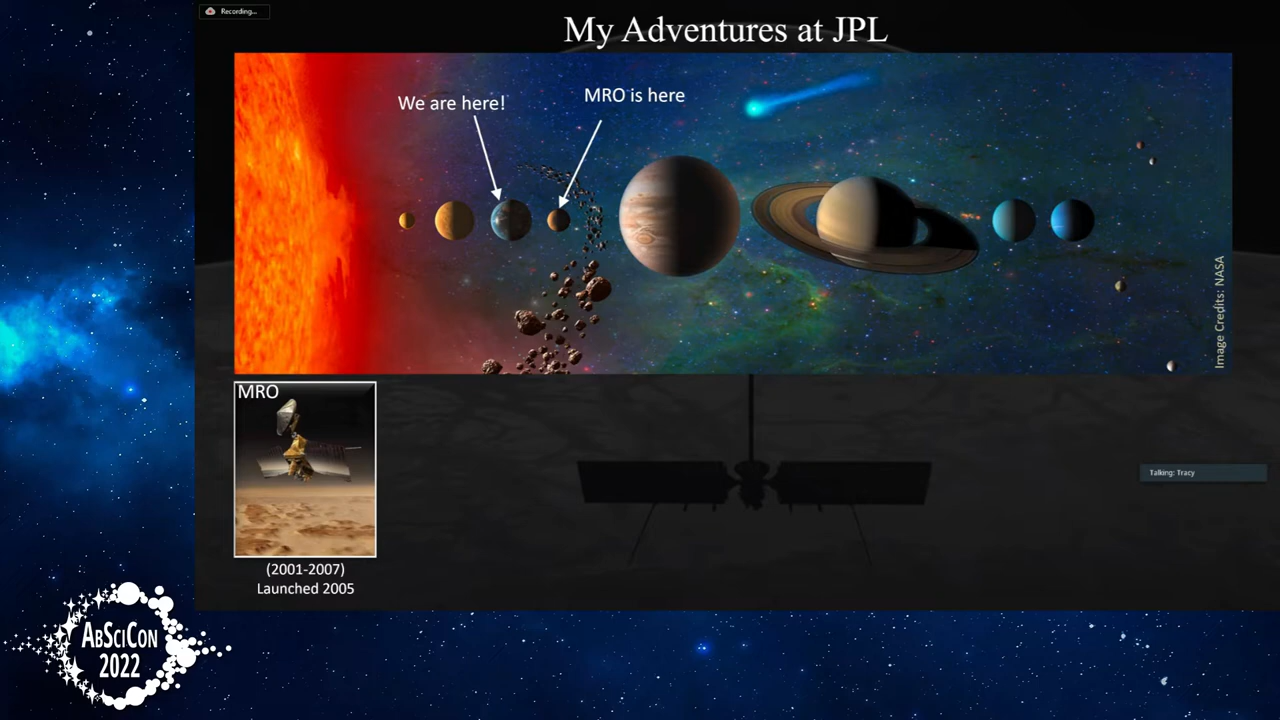 Recording...
My Adventures at JPL
We are here!
MRO is here
Image Credits: NASA
MRO
(2001-2007)
Launched 2005
Talking: Tracy
AbSciCon
2022